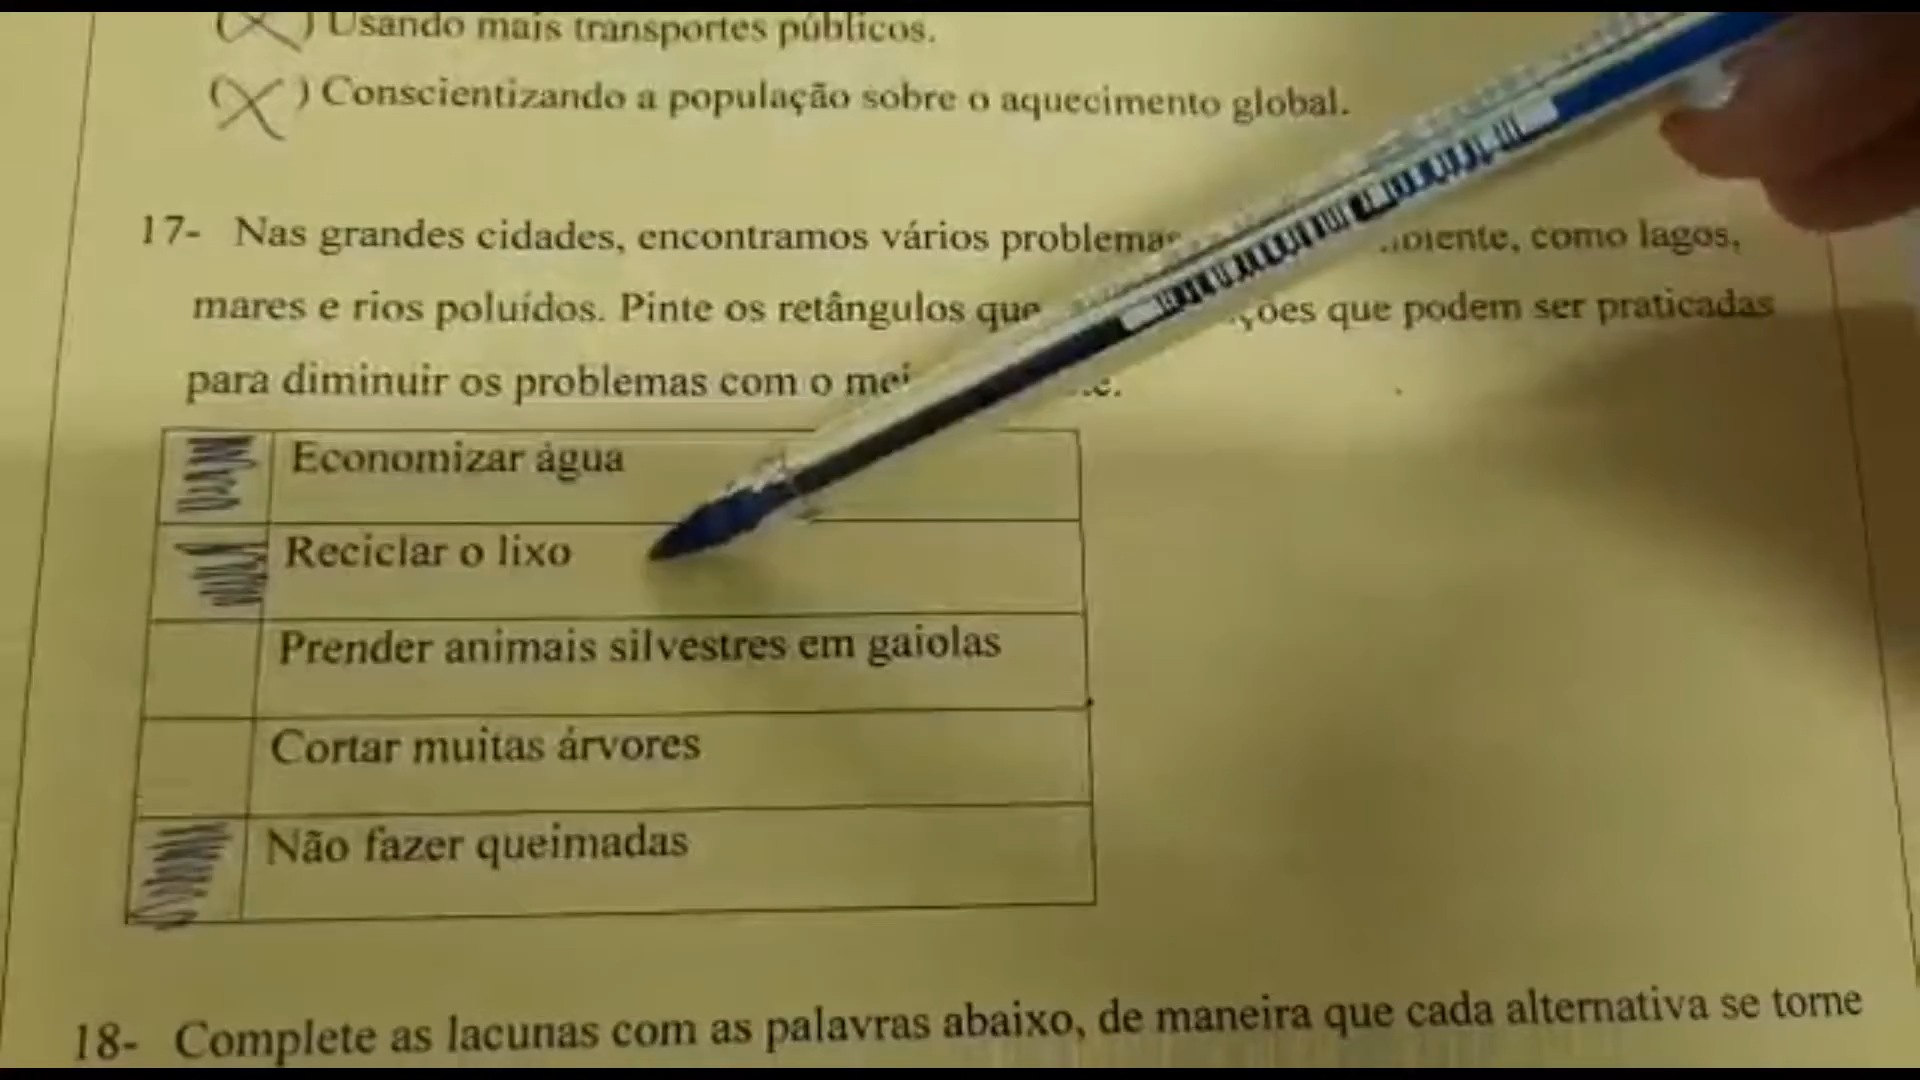 ( X ) Usando mais transportes públicos.
( X ) Conscientizando a população sobre o aquecimento global.
17- Nas grandes cidades, encontramos vários problemas como lagos,
mares e rios poluídos. Pinte os retângulos que que podem ser praticadas
para diminuir os problemas com o
Economizar água
Reciclar o lixo
Prender animais silvestres em gaiolas
Cortar muitas árvores
Não fazer queimadas
18- Complete as lacunas com as palavras abaixo, de maneira que cada alternativa se torne